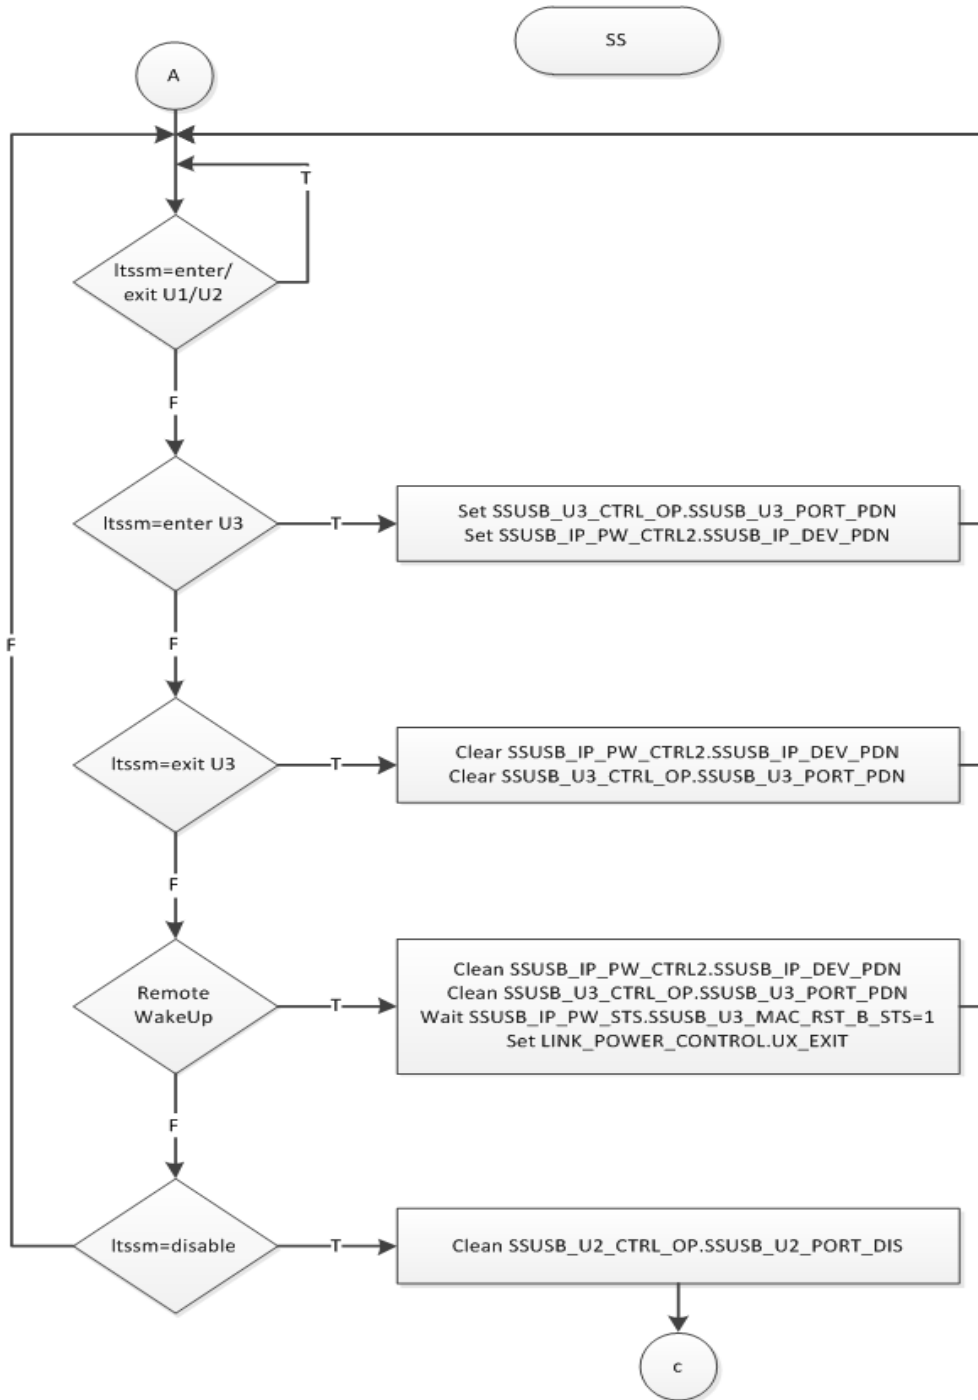 SS
A
T
ltssm=enter/
exit U1/U2
F
ltssm=enter U3
T
Set SSUSB_U3_CTRL_OP.SSUSB_U3_PORT_PDN
Set SSUSB_IP_PW_CTRL2.SSUSB_IP_DEV_PDN
F
F
ltssm=exit U3
T
Clear SSUSB_IP_PW_CTRL2.SSUSB_IP_DEV_PDN
Clear SSUSB_U3_CTRL_OP.SSUSB_U3_PORT_PDN
F
Remote
WakeUp
T
Clean SSUSB_IP_PW_CTRL2.SSUSB_IP_DEV_PDN
Clean SSUSB_U3_CTRL_OP.SSUSB_U3_PORT_PDN
Wait SSUSB_IP_PW_STS.SSUSB_U3_MAC_RST_B_STS=1
Set LINK_POWER_CONTROL.UX_EXIT
F
ltssm=disable
T
Clean SSUSB_U2_CTRL_OP.SSUSB_U2_PORT_DIS
c